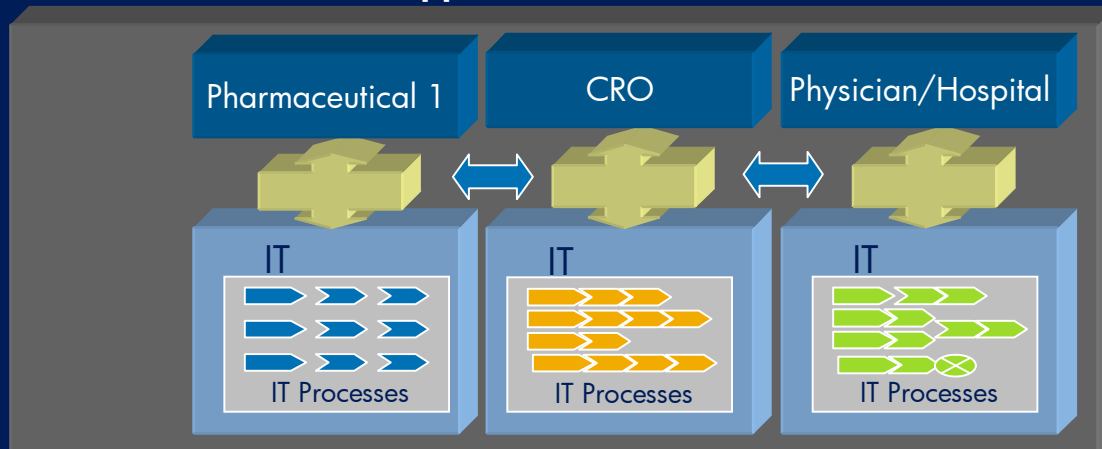 Pharmaceutical 1
CRO
Physician/Hospital
IT
IT
IT
IT Processes
IT Processes
IT Processes